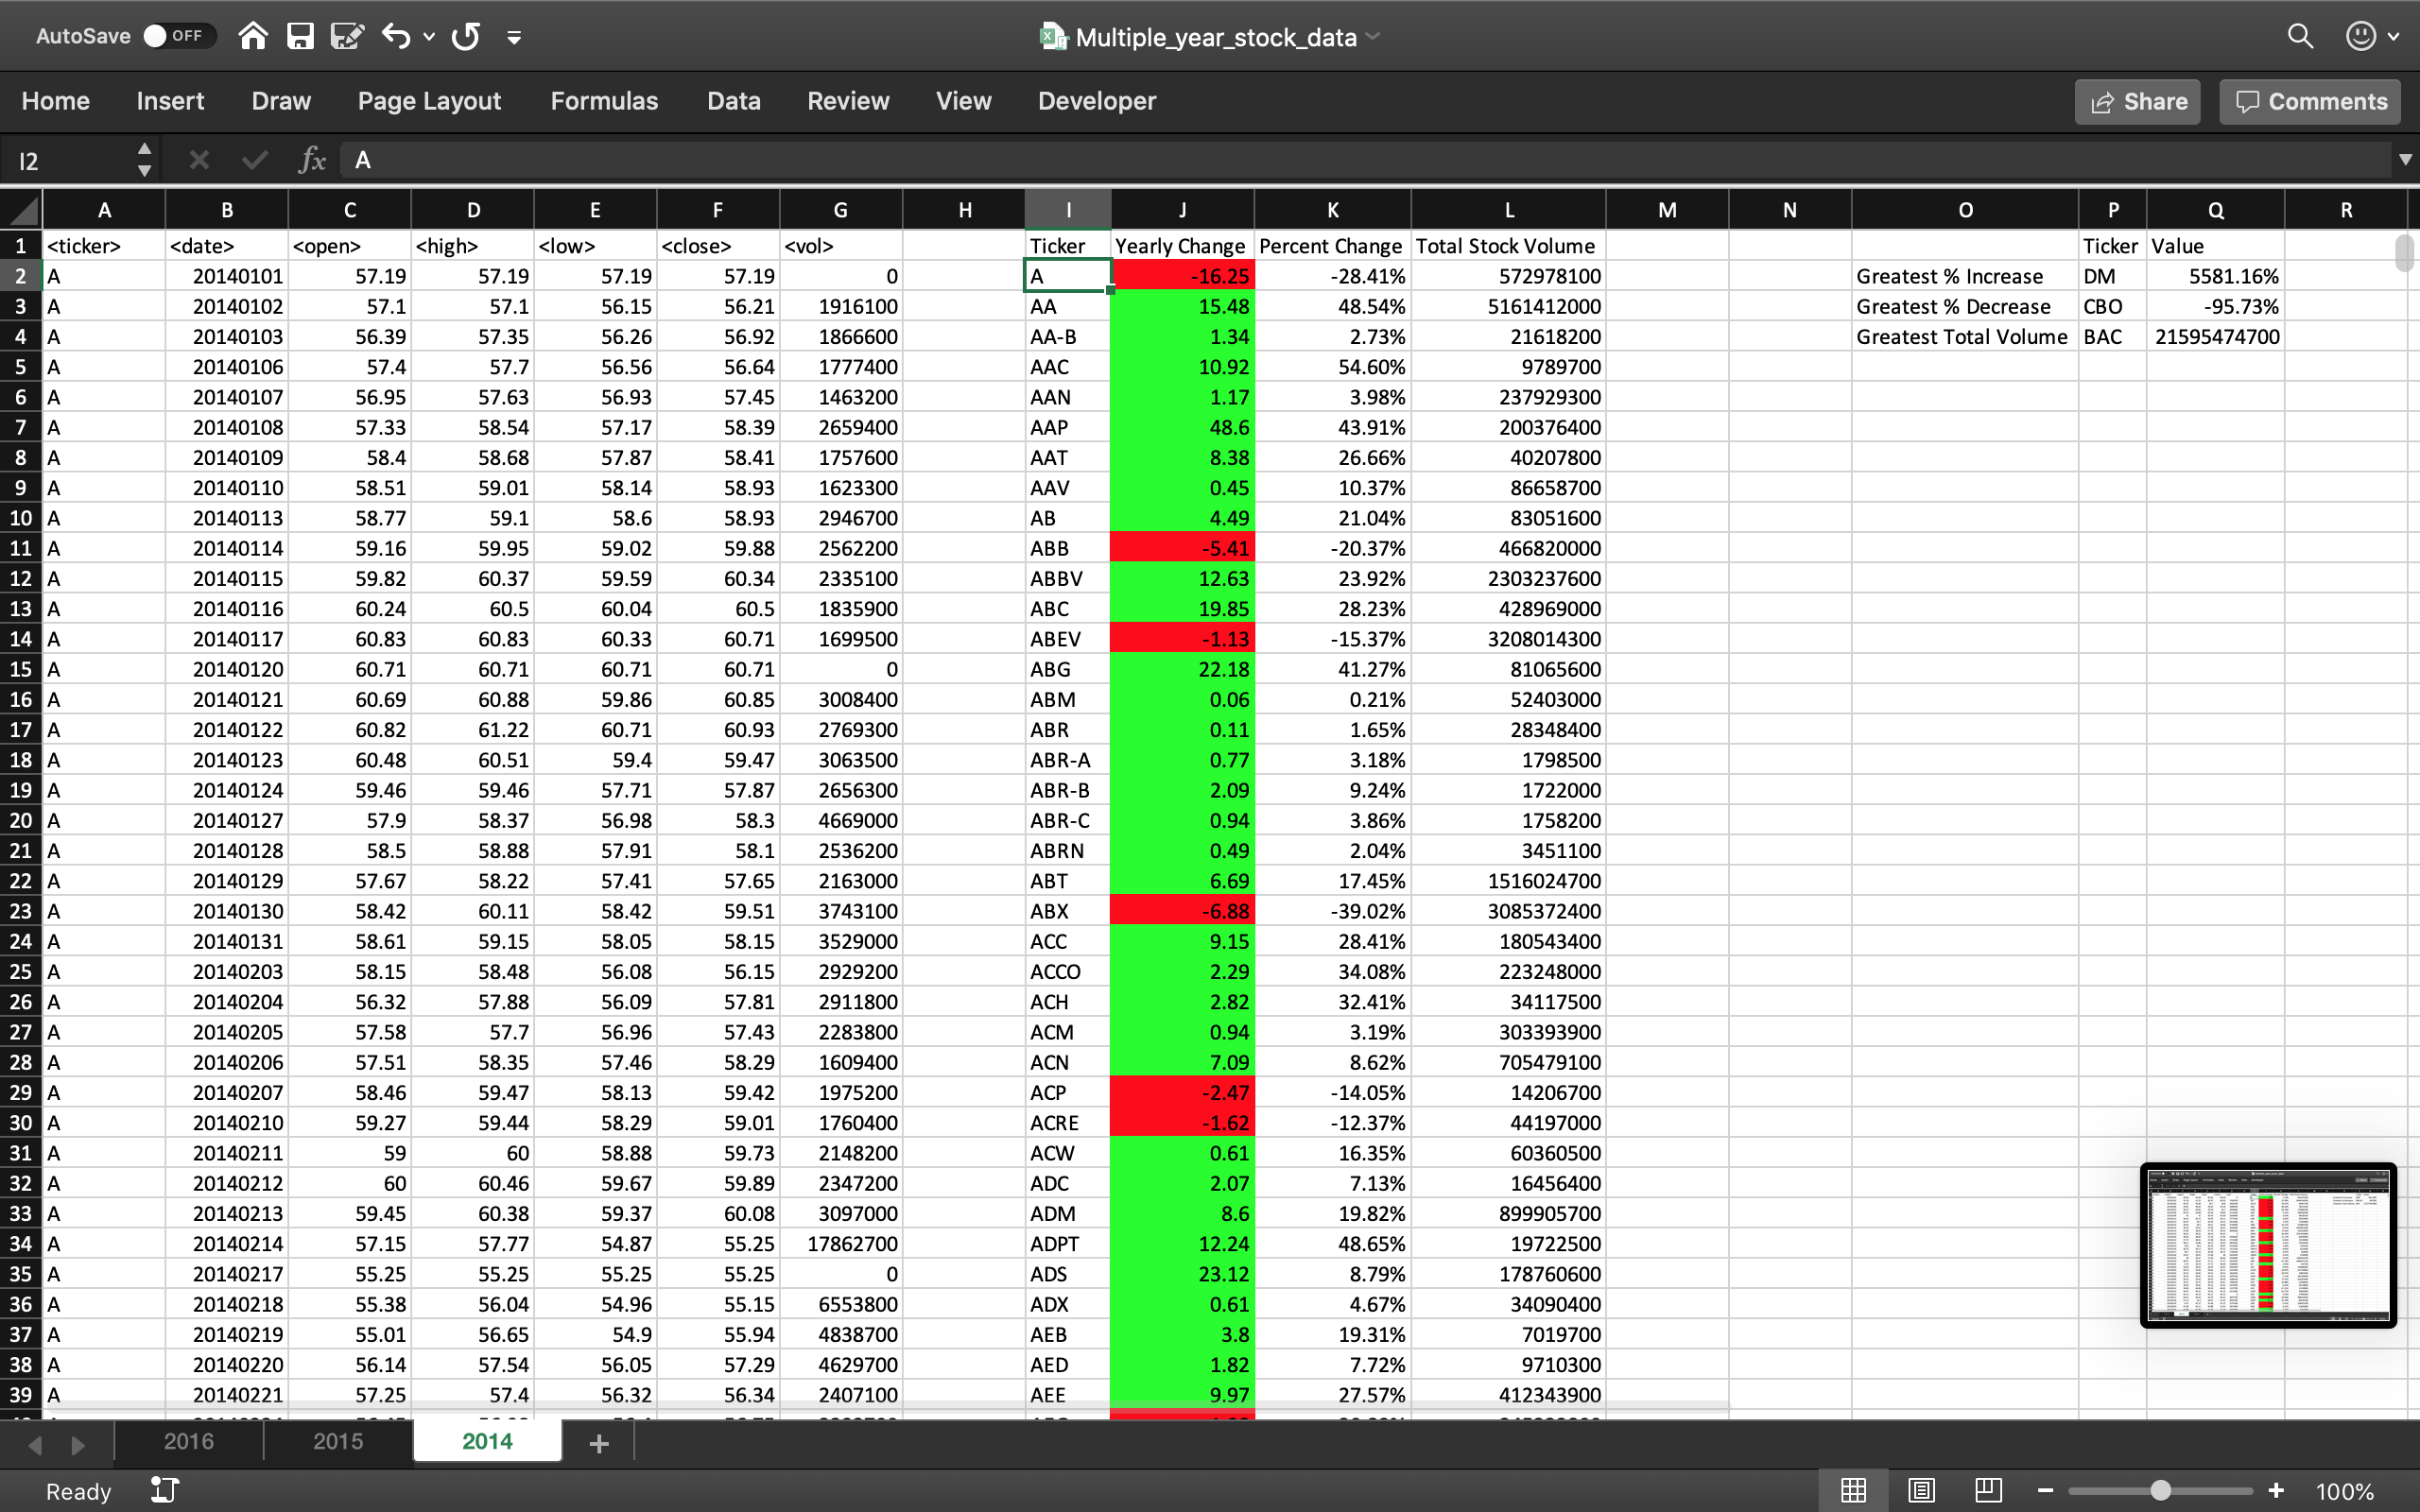 AutoSave OFF Multiple_year_stock_data
Home Insert Draw Page Layout Formulas Data Review View Developer Share Comments
I2 fx A
A B C D E F G H I J K L M N O P Q R
1 <ticker> <date> <open> <high> <low> <close> <vol> Ticker Yearly Change Percent Change Total Stock Volume Ticker Value
2 A 20140101 57.19 57.19 57.19 57.19 0 A -16.25 -28.41% 572978100 Greatest % Increase DM 5581.16%
3 A 20140102 57.1 57.1 56.15 56.21 1916100 AA 15.48 48.54% 5161412000 Greatest % Decrease CBO -95.73%
4 A 20140103 56.39 57.35 56.26 56.92 1866600 AA-B 1.34 2.73% 21618200 Greatest Total Volume BAC 21595474700
5 A 20140106 57.4 57.7 56.56 56.64 1777400 AAC 10.92 54.60% 9789700
6 A 20140107 56.95 57.63 56.93 57.45 1463200 AAN 1.17 3.98% 237929300
7 A 20140108 57.33 58.54 57.17 58.39 2659400 AAP 48.6 43.91% 200376400
8 A 20140109 58.4 58.68 57.87 58.41 1757600 AAT 8.38 26.66% 40207800
9 A 20140110 58.51 59.01 58.14 58.93 1623300 AAV 0.45 10.37% 86658700
10 A 20140113 58.77 59.1 58.6 58.93 2946700 AB 4.49 21.04% 83051600
11 A 20140114 59.16 59.95 59.02 59.88 2562200 ABB -5.41 -20.37% 466820000
12 A 20140115 59.82 60.37 59.59 60.34 2335100 ABBV 12.63 23.92% 2303237600
13 A 20140116 60.24 60.5 60.04 60.5 1835900 ABC 19.85 28.23% 428969000
14 A 20140117 60.83 60.83 60.33 60.71 1699500 ABEV -1.13 -15.37% 3208014300
15 A 20140120 60.71 60.71 60.71 60.71 0 ABG 22.18 41.27% 81065600
16 A 20140121 60.69 60.88 59.86 60.85 3008400 ABM 0.06 0.21% 52403000
17 A 20140122 60.82 61.22 60.71 60.93 2769300 ABR 0.11 1.65% 28348400
18 A 20140123 60.48 60.51 59.4 59.47 3063500 ABR-A 0.77 3.18% 1798500
19 A 20140124 59.46 59.46 57.71 57.87 2656300 ABR-B 2.09 9.24% 1722000
20 A 20140127 57.9 58.37 56.98 58.3 4669000 ABR-C 0.94 3.86% 1758200
21 A 20140128 58.5 58.88 57.91 58.1 2536200 ABRN 0.49 2.04% 3451100
22 A 20140129 57.67 58.22 57.41 57.65 2163000 ABT 6.69 17.45% 1516024700
23 A 20140130 58.42 60.11 58.42 59.51 3743100 ABX -6.88 -39.02% 3085372400
24 A 20140131 58.61 59.15 58.05 58.15 3529000 ACC 9.15 28.41% 180543400
25 A 20140203 58.15 58.48 56.08 56.15 2929200 ACCO 2.29 34.08% 223248000
26 A 20140204 56.32 57.88 56.09 57.81 2911800 ACH 2.82 32.41% 34117500
27 A 20140205 57.58 57.7 56.96 57.43 2283800 ACM 0.94 3.19% 303393900
28 A 20140206 57.51 58.35 57.46 58.29 1609400 ACN 7.09 8.62% 705479100
29 A 20140207 58.46 59.47 58.13 59.42 1975200 ACP -2.47 -14.05% 14206700
30 A 20140210 59.27 59.44 58.29 59.01 1760400 ACRE -1.62 -12.37% 44197000
31 A 20140211 59 60 58.88 59.73 2148200 ACW 0.61 16.35% 60360500
32 A 20140212 60 60.46 59.67 59.89 2347200 ADC 2.07 7.13% 16456400
33 A 20140213 59.45 60.38 59.37 60.08 3097000 ADM 8.6 19.82% 899905700
34 A 20140214 57.15 57.77 54.87 55.25 17862700 ADPT 12.24 48.65% 19722500
35 A 20140217 55.25 55.25 55.25 55.25 0 ADS 23.12 8.79% 178760600
36 A 20140218 55.38 56.04 54.96 55.15 6553800 ADX 0.61 4.67% 34090400
37 A 20140219 55.01 56.65 54.9 55.94 4838700 AEB 3.8 19.31% 7019700
38 A 20140220 56.14 57.54 56.05 57.29 4629700 AED 1.82 7.72% 9710300
39 A 20140221 57.25 57.4 56.32 56.34 2407100 AEE 9.97 27.57% 412343900
2016 2015 2014 +
Ready 100%